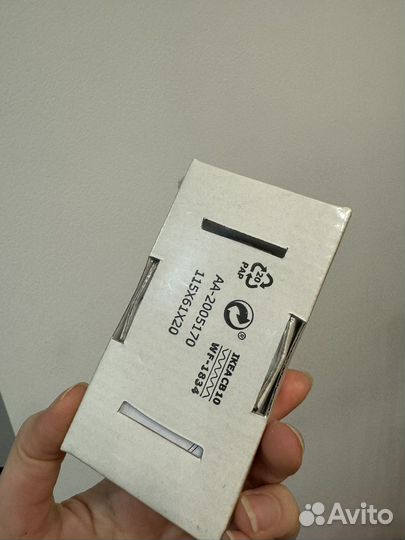 20
PAP
AA-2005170
115X61X20
®
IKEA CB10
WF-1834
Avito